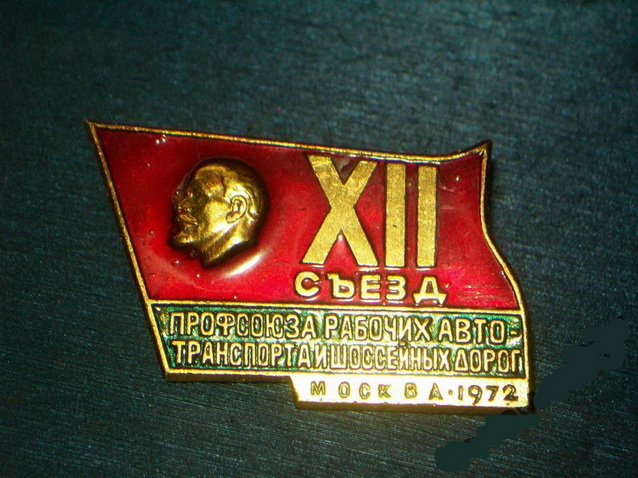 XII
СЪЕЗД
ПРОФСОЮЗА РАБОЧИХ АВТО-
ТРАНСПОРТА И ШОССЕЙНЫХ ДОРОГ
МОСКВА·1972